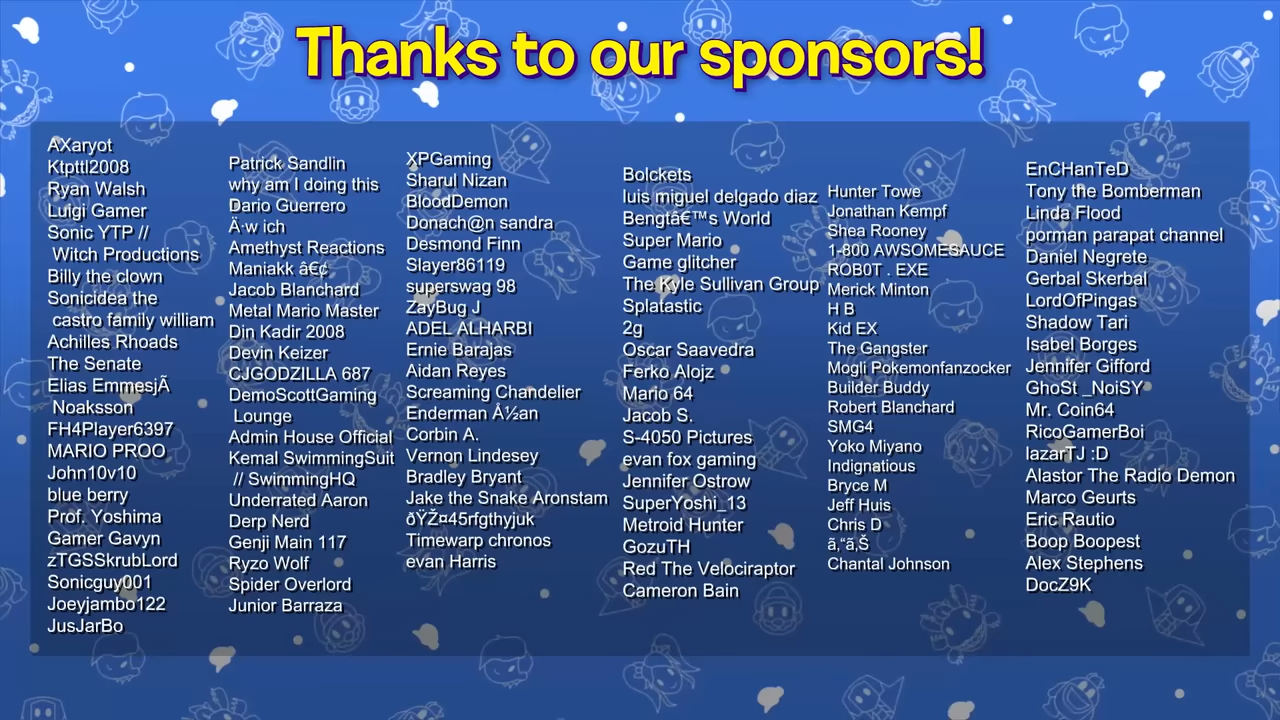 Thanks to our sponsors!
AXaryot
Ktpttl2008
Ryan Walsh
Luigi Gamer
Sonic YTP //
Witch Productions
Billy the clown
Sonicidea the
castro family william
Achilles Rhoads
The Senate
Elias EmmesjÃ
Noaksson
FH4Player6397
MARIO PROO
John10v10
blue berry
Prof. Yoshima
Gamer Gavyn
zTGSSkrubLord
Sonicguy001
Joeyjambo122
JusJarBo
Patrick Sandlin
why am I doing this
Dario Guerrero
Ä·w ich
Amethyst Reactions
Maniakk â€¢
Jacob Blanchard
Metal Mario Master
Din Kadir 2008
Devin Keizer
CJGODZILLA 687
DemoScottGaming
Lounge
Admin House Official
Kemal SwimmingSuit
// SwimmingHQ
Underrated Aaron
Derp Nerd
Genji Main 117
Ryzo Wolf
Spider Overlord
Junior Barraza
XPGaming
Sharul Nizan
BloodDemon
Donach@n sandra
Desmond Finn
Slayer86119
superswag 98
ZayBug J
ADEL ALHARBI
Ernie Barajas
Aidan Reyes
Screaming Chandelier
Enderman Å½an
Corbin A.
Vernon Lindesey
Bradley Bryant
Jake the Snake Aronstam
ðŸŽ¤45rfgthyjuk
Timewarp chronos
evan Harris
Bolckets
luis miguel delgado diaz
Bengtâ€™s World
Super Mario
Game glitcher
The Kyle Sullivan Group
Splatastic
2g
Oscar Saavedra
Ferko Alojz
Mario 64
Jacob S.
S-4050 Pictures
evan fox gaming
Jennifer Ostrow
SuperYoshi_13
Metroid Hunter
GozuTH
Red The Velociraptor
Cameron Bain
Hunter Towe
Jonathan Kempf
Shea Rooney
1-800 AWSOMESAUCE
ROB0T . EXE
Merick Minton
H B
Kid EX
The Gangster
Mogli Pokemonfanzocker
Builder Buddy
Robert Blanchard
SMG4
Yoko Miyano
Indignatious
Bryce M
Jeff Huis
Chris D
ã‚“ã‚Š
Chantal Johnson
EnCHanTeD
Tony the Bomberman
Linda Flood
porman parapat channel
Daniel Negrete
Gerbal Skerbal
LordOfPingas
Shadow Tari
Isabel Borges
Jennifer Gifford
GhoSt _NoiSY
Mr. Coin64
RicoGamerBoi
lazarTJ :D
Alastor The Radio Demon
Marco Geurts
Eric Rautio
Boop Boopest
Alex Stephens
DocZ9K